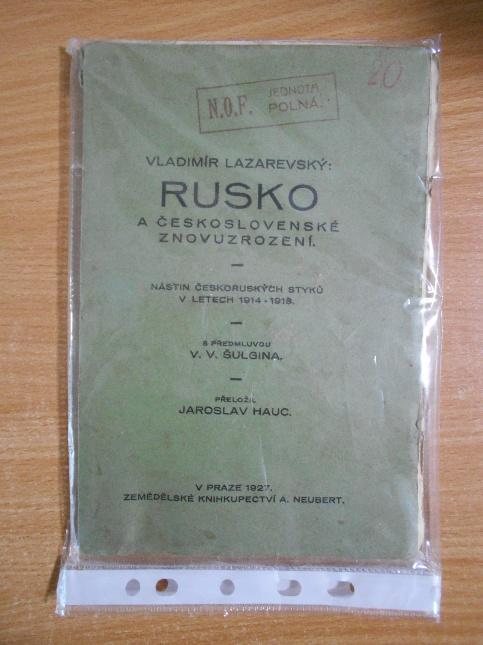 20
N.O.F. JEDNOTA
POLNÁ.
VLADIMÍR LAZAREVSKÝ:
RUSKO
A ČESKOSLOVENSKÉ
ZNOVUZROZENÍ.
NÁSTIN ČESKORUSKÝCH STYKŮ
V LETECH 1914-1918.
S PŘEDMLUVOU
V. V. ŠULGINA.
PŘELOŽIL
JAROSLAV HAUC.
V PRAZE 1927.
ZEMĚDĚLSKÉ KNIHKUPECTVÍ A. NEUBERT.